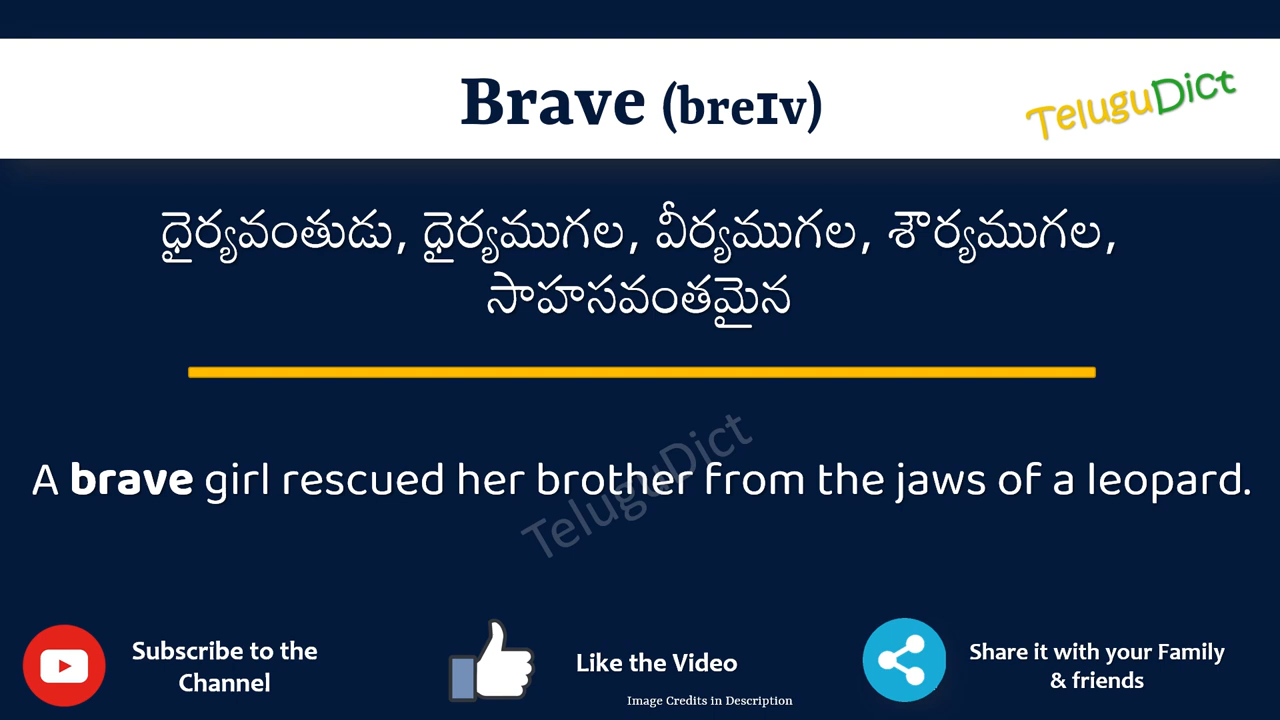 Brave (breɪv)
TeluguDict
ధైర్యవంతుడు, ధైర్యముగల, వీర్యముగల, శౌర్యముగల,
సాహసవంతమైన
A brave girl rescued her brother from the jaws of a leopard.
TeluguDict
Subscribe to the
Channel
Like the Video
Image Credits in Description
Share it with your Family
& friends